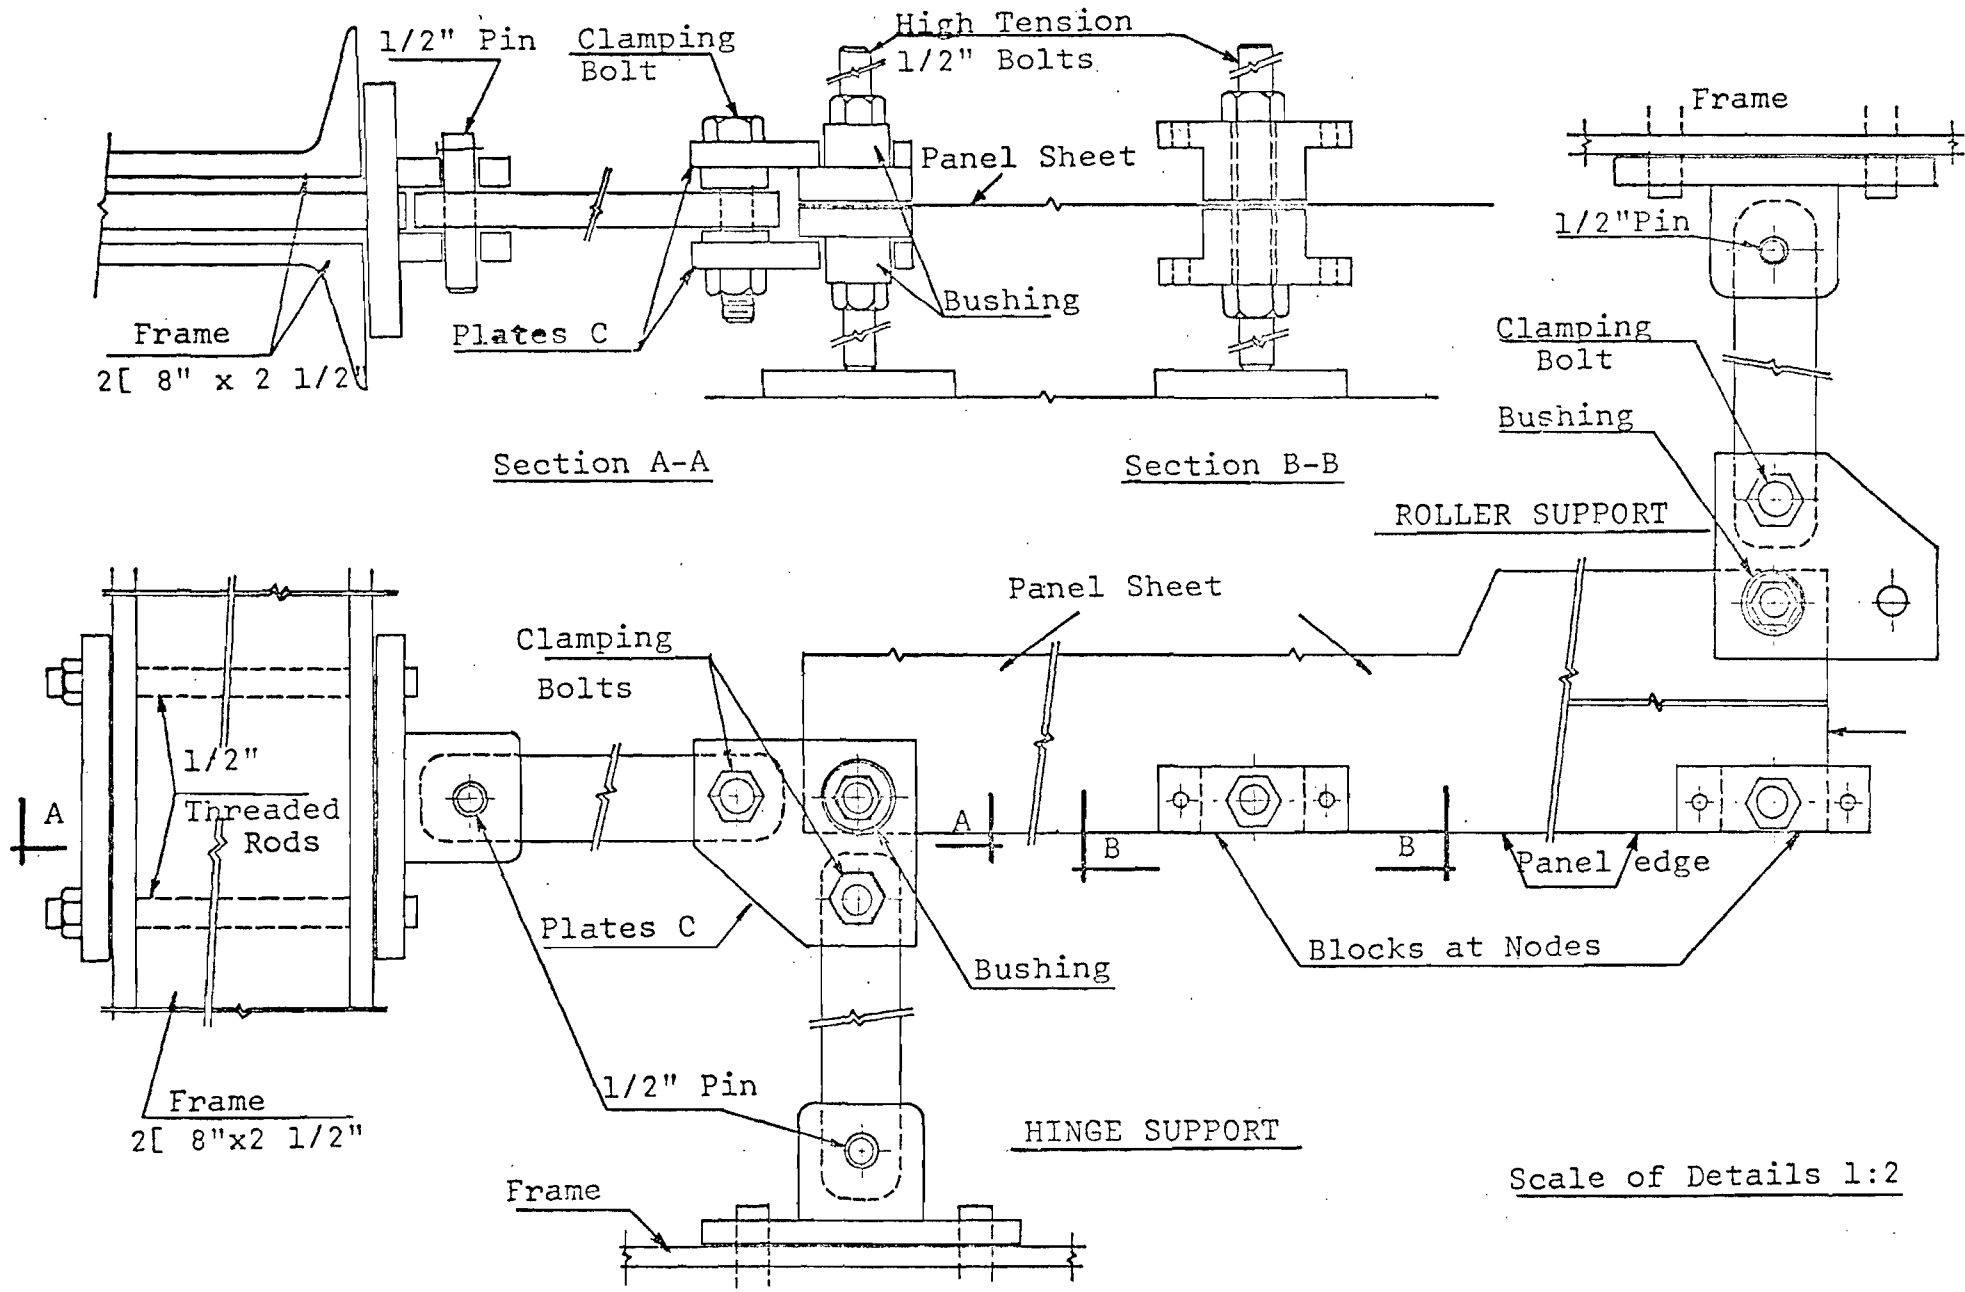 High Tension
1/2" Bolts
1/2" Pin
Clamping
Bolt
Frame
Panel Sheet
1/2"Pin
Bushing
Frame
2[ 8" x 2 1/2"
Plates C
Clamping
Bolt
Bushing
Section A-A
Section B-B
ROLLER SUPPORT
Panel Sheet
Clamping
Bolts
1/2"
Threaded
Rods
A
A
B
B
Panel edge
Plates C
Blocks at Nodes
Bushing
1/2" Pin
Frame
2[ 8"x2 1/2"
HINGE SUPPORT
Frame
Scale of Details 1:2